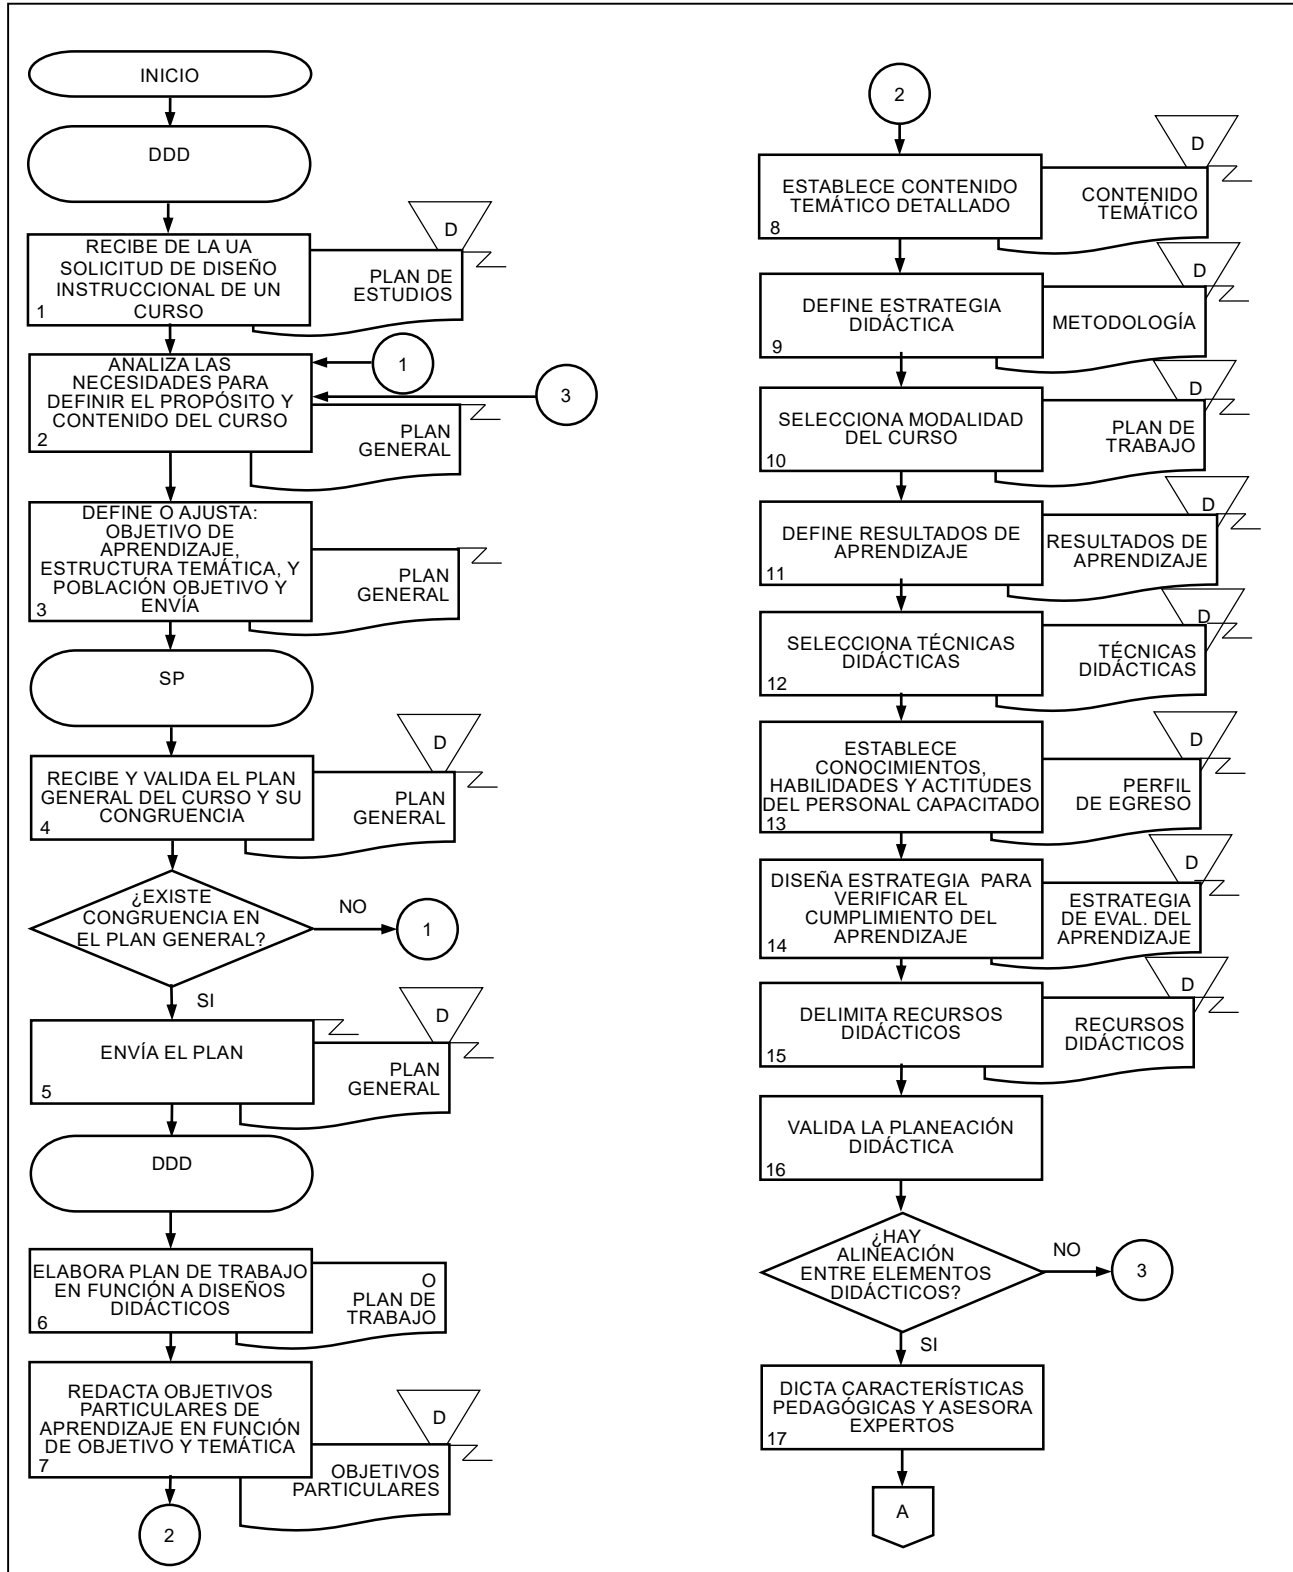 INICIO
DDD
RECIBE DE LA UA
SOLICITUD DE DISEÑO
INSTRUCCIONAL DE UN
CURSO
1
D
PLAN DE
ESTUDIOS
ANALIZA LAS
NECESIDADES PARA
DEFINIR EL PROPÓSITO Y
CONTENIDO DEL CURSO
2
1
3
PLAN
GENERAL
DEFINE O AJUSTA:
OBJETIVO DE
APRENDIZAJE,
ESTRUCTURA TEMÁTICA, Y
POBLACIÓN OBJETIVO Y
ENVÍA
3
PLAN
GENERAL
SP
RECIBE Y VALIDA EL PLAN
GENERAL DEL CURSO Y SU
CONGRUENCIA
4
D
PLAN
GENERAL
¿EXISTE
CONGRUENCIA EN
EL PLAN GENERAL?
NO
1
SI
ENVÍA EL PLAN
5
D
PLAN
GENERAL
DDD
ELABORA PLAN DE TRABAJO
EN FUNCIÓN A DISEÑOS
DIDÁCTICOS
6
O
PLAN DE
TRABAJO
REDACTA OBJETIVOS
PARTICULARES DE
APRENDIZAJE EN FUNCIÓN
DE OBJETIVO Y TEMÁTICA
7
D
OBJETIVOS
PARTICULARES
2
2
ESTABLECE CONTENIDO
TEMÁTICO DETALLADO
8
D
CONTENIDO
TEMÁTICO
DEFINE ESTRATEGIA
DIDÁCTICA
9
D
METODOLOGÍA
SELECCIONA MODALIDAD
DEL CURSO
10
D
PLAN DE
TRABAJO
DEFINE RESULTADOS DE
APRENDIZAJE
11
D
RESULTADOS DE
APRENDIZAJE
SELECCIONA TÉCNICAS
DIDÁCTICAS
12
D
TÉCNICAS
DIDÁCTICAS
ESTABLECE
CONOCIMIENTOS,
HABILIDADES Y ACTITUDES
DEL PERSONAL CAPACITADO
13
D
PERFIL
DE EGRESO
DISEÑA ESTRATEGIA PARA
VERIFICAR EL
CUMPLIMIENTO DEL
APRENDIZAJE
14
D
ESTRATEGIA
DE EVAL. DEL
APRENDIZAJE
DELIMITA RECURSOS
DIDÁCTICOS
15
D
RECURSOS
DIDÁCTICOS
VALIDA LA PLANEACIÓN
DIDÁCTICA
16
¿HAY
ALINEACIÓN
ENTRE ELEMENTOS
DIDÁCTICOS?
NO
3
SI
DICTA CARACTERÍSTICAS
PEDAGÓGICAS Y ASESORA
EXPERTOS
17
A